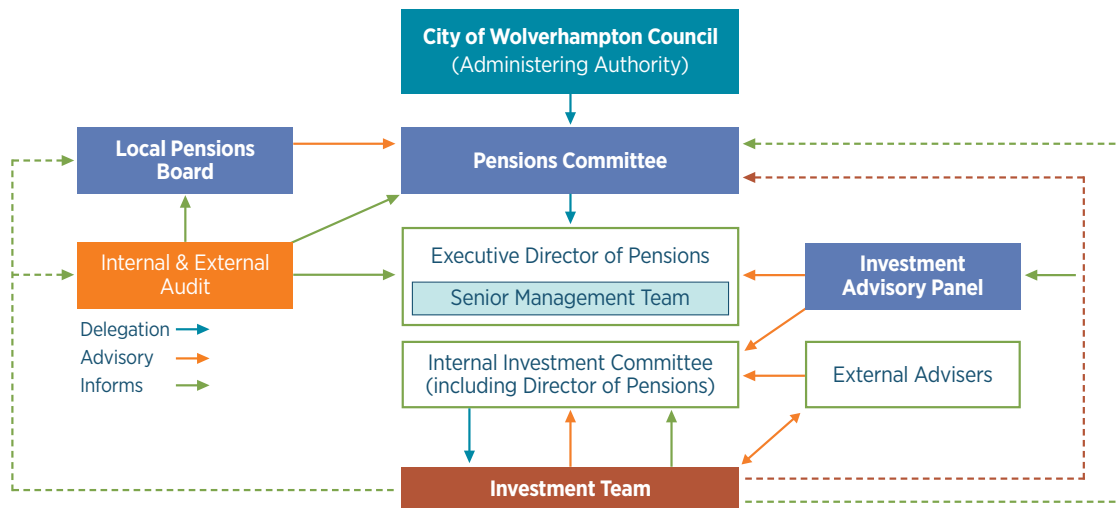 City of Wolverhampton Council
(Administering Authority)
Local Pensions
Board
Pensions Committee
Internal & External
Audit
Executive Director of Pensions
Senior Management Team
Investment
Advisory Panel
Delegation
Advisory
Informs
Internal Investment Committee
(including Director of Pensions)
External Advisers
Investment Team